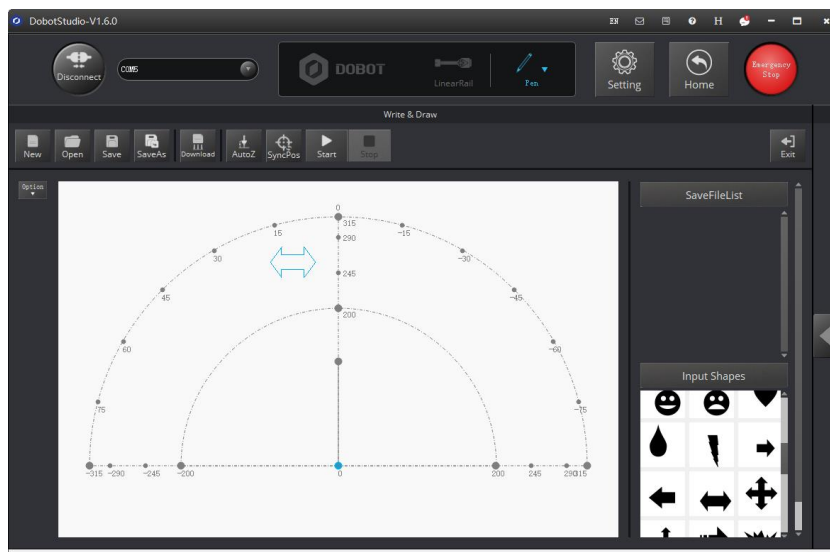 DobotStudio-V1.6.0
EN
H
Disconnect
COM5
DOBOT
LinearRail
Pen
Setting
Home
Emergency
Stop
Write & Draw
New
Open
Save
SaveAs
Download
AutoZ
SyncPos
Start
Stop
Exit
Option
0
315
15
-15
290
30
-30
245
45
-45
200
60
-60
75
-75
-315
-290
-245
-200
0
200
245
290
315
SaveFileList
Input Shapes